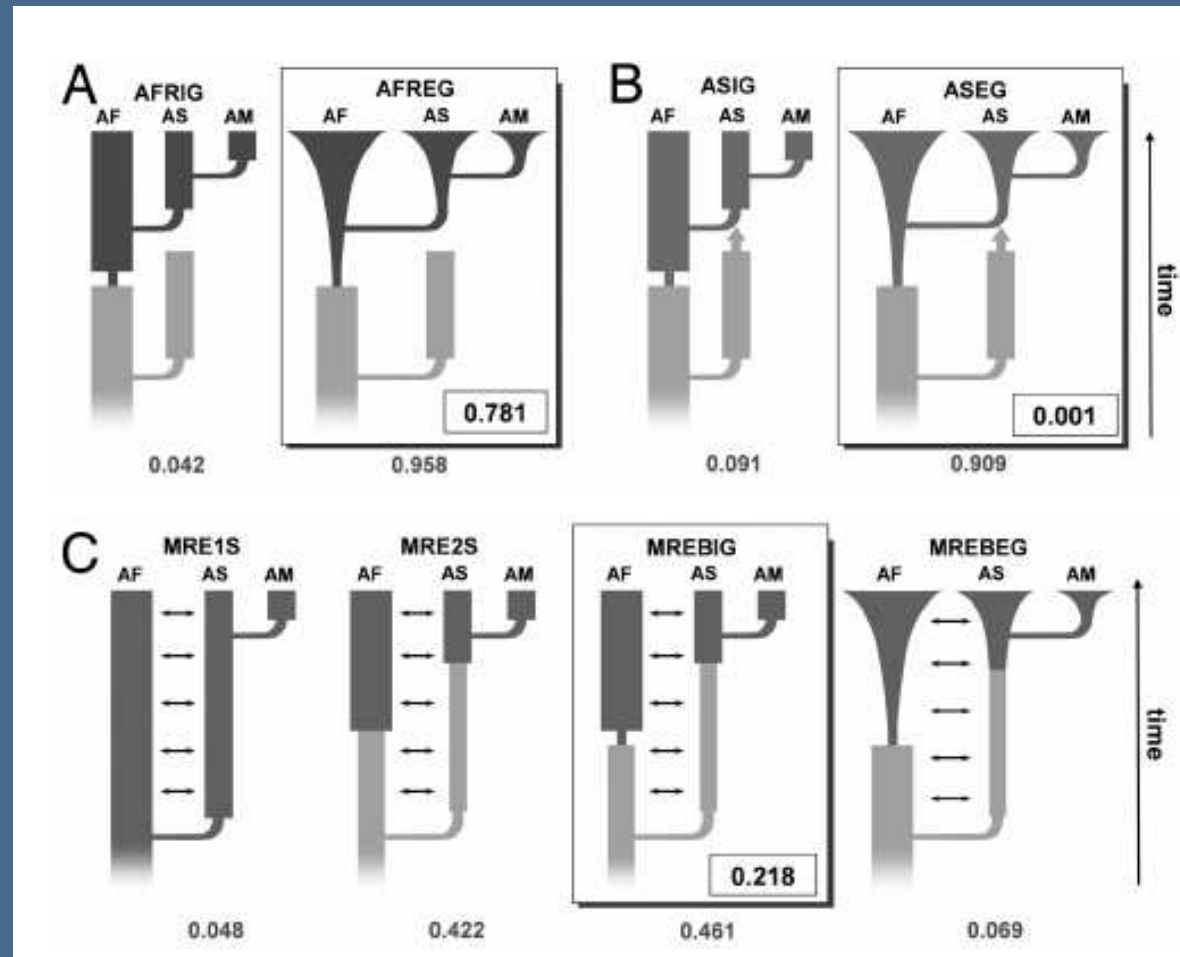 A
AFRIG
AF AS AM
AFREG
AF AS AM
0.781
0.042 0.958
B
ASIG
AF AS AM
ASEG
AF AS AM
0.001
0.091 0.909
time
C
MRE1S
AF AS AM
MRE2S
AF AS AM
MREBIG
AF AS AM
0.218
MREBEG
AF AS AM
time
0.048 0.422 0.461 0.069